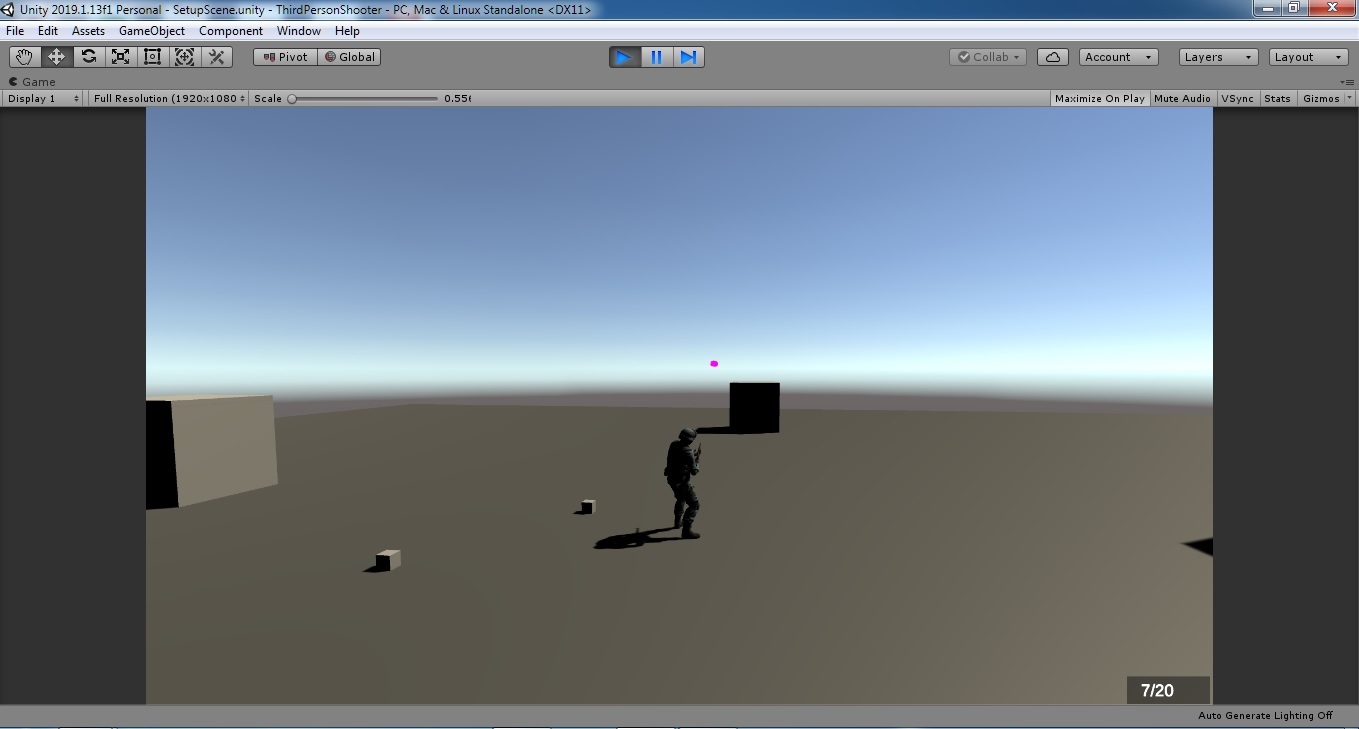 Unity 2019.1.13f1 Personal - SetupScene.unity - ThirdPersonShooter - PC, Mac & Linux Standalone <DX11>
File Edit Assets GameObject Component Window Help
Pivot Global Collab Account Layers Layout
Game
Display 1 Full Resolution (1920x1080 Scale 0.556 Maximize On Play Mute Audio VSync Stats Gizmos
7/20
Auto Generate Lighting Off